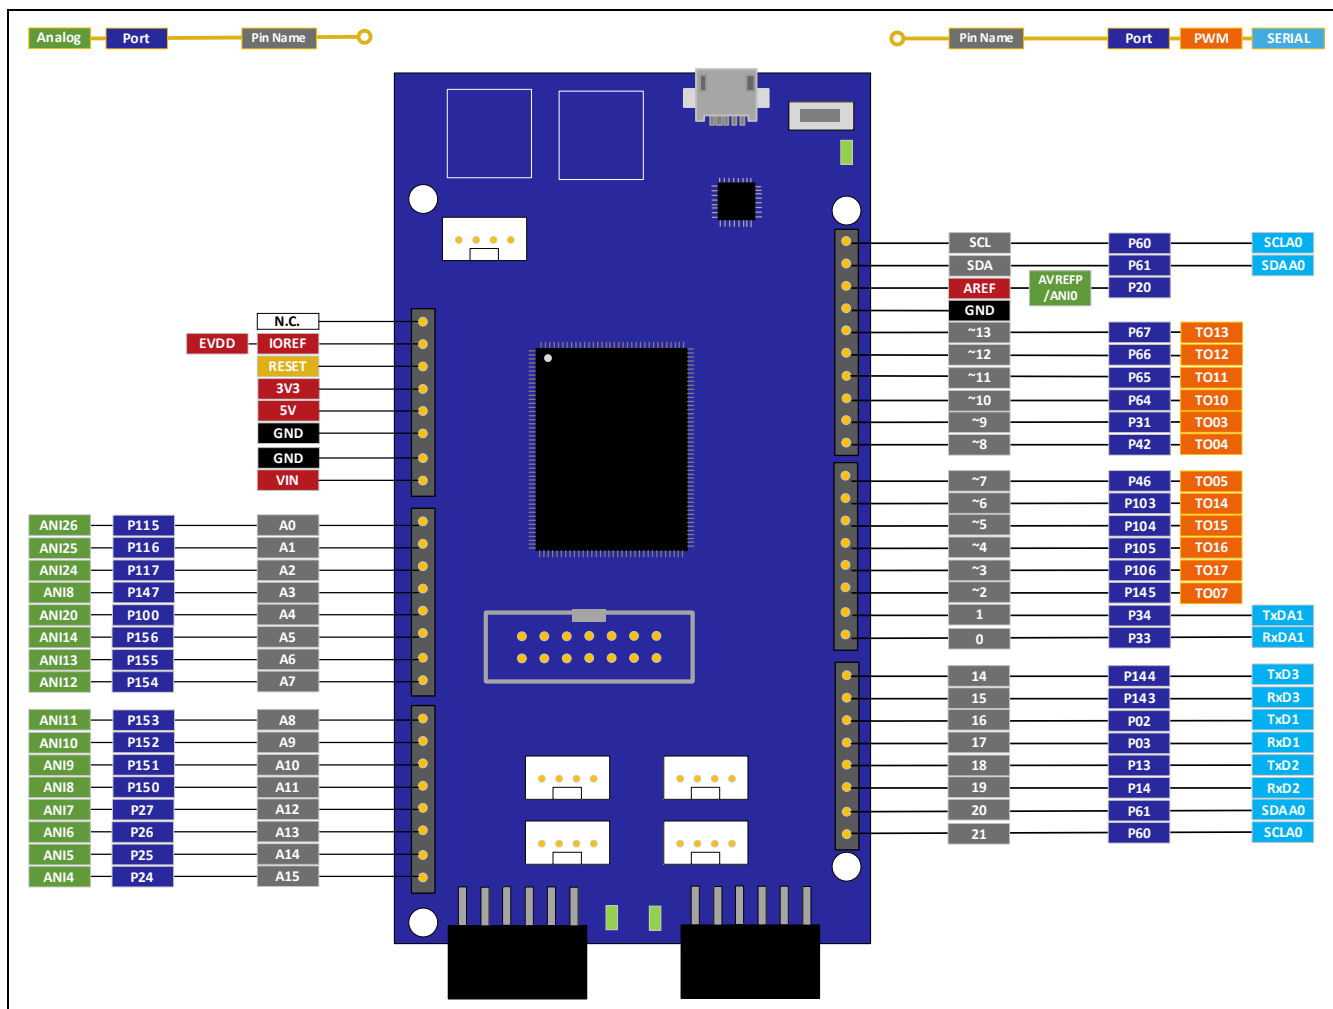 Analog Port Pin Name
Pin Name Port PWM SERIAL
N.C.
EVDD IOREF
RESET
3V3
5V
GND
GND
VIN
ANI26 P115 A0
ANI25 P116 A1
ANI24 P117 A2
ANI8 P147 A3
ANI20 P100 A4
ANI14 P156 A5
ANI13 P155 A6
ANI12 P154 A7
ANI11 P153 A8
ANI10 P152 A9
ANI9 P151 A10
ANI8 P150 A11
ANI7 P27 A12
ANI6 P26 A13
ANI5 P25 A14
ANI4 P24 A15
SCL P60 SCLA0
SDA P61 SDAA0
AREF AVREFP /ANI0 P20
GND
~13 P67 TO13
~12 P66 TO12
~11 P65 TO11
~10 P64 TO10
~9 P31 TO03
~8 P42 TO04
~7 P46 TO05
~6 P103 TO14
~5 P104 TO15
~4 P105 TO16
~3 P106 TO17
~2 P145 TO07
1 P34 TxDA1
0 P33 RxDA1
14 P144 TxD3
15 P143 RxD3
16 P02 TxD1
17 P03 RxD1
18 P13 TxD2
19 P14 RxD2
20 P61 SDAA0
21 P60 SCLA0